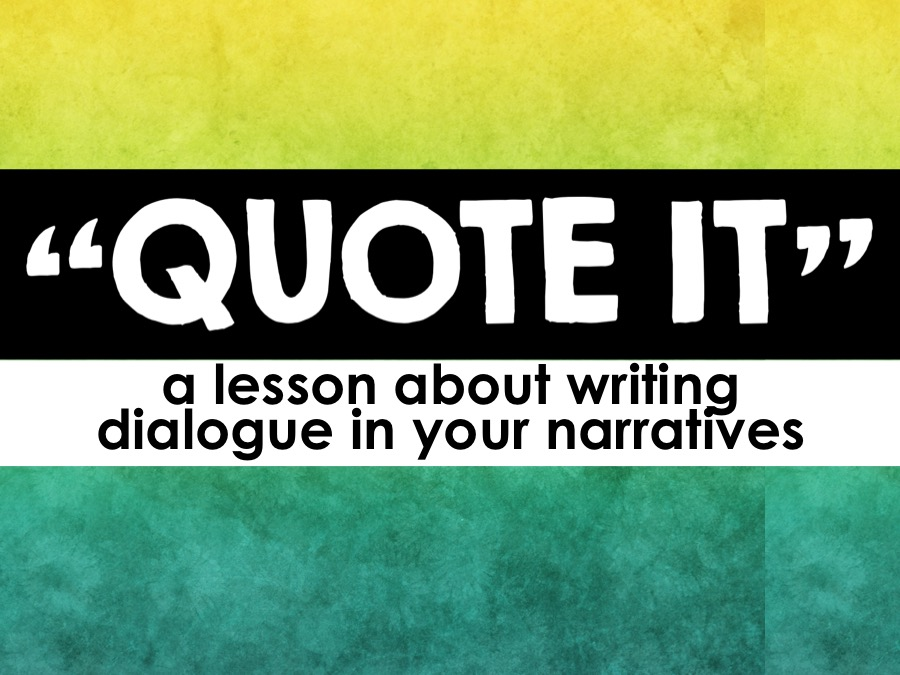 “QUOTE IT”
a lesson about writing
dialogue in your narratives